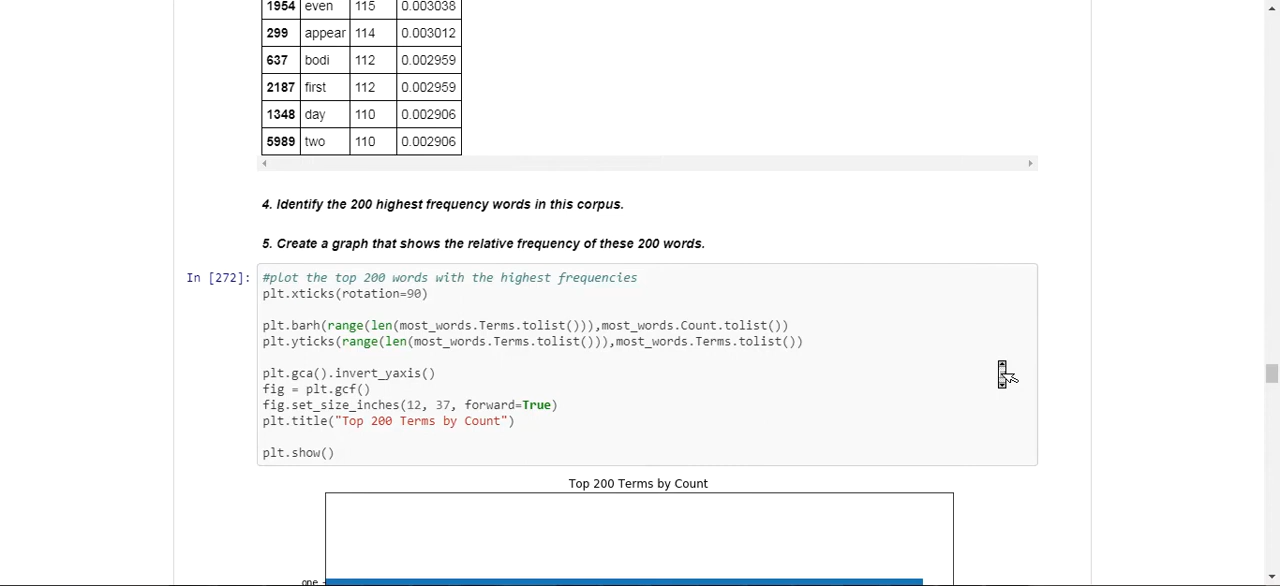 1954 even 115 0.003038
299 appear 114 0.003012
637 bodi 112 0.002959
2187 first 112 0.002959
1348 day 110 0.002906
5989 two 110 0.002906
4. Identify the 200 highest frequency words in this corpus.
5. Create a graph that shows the relative frequency of these 200 words.
In [272]: #plot the top 200 words with the highest frequencies
plt.xticks(rotation=90)
plt.barh(range(len(most_words.Terms.tolist())),most_words.Count.tolist())
plt.yticks(range(len(most_words.Terms.tolist())),most_words.Terms.tolist())
plt.gca().invert_yaxis()
fig = plt.gcf()
fig.set_size_inches(12, 37, forward=True)
plt.title("Top 200 Terms by Count")
plt.show()
Top 200 Terms by Count
one